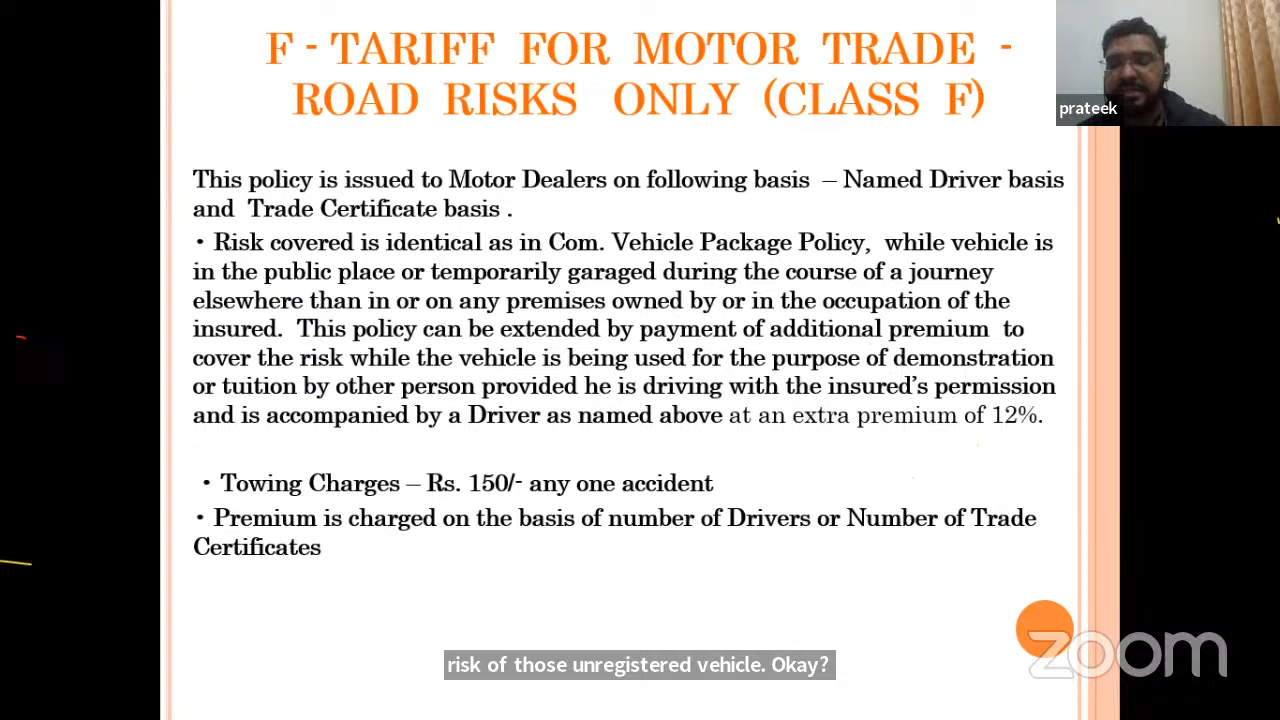 F - TARIFF FOR MOTOR TRADE -
ROAD RISKS ONLY (CLASS F)
prateek
This policy is issued to Motor Dealers on following basis – Named Driver basis
and Trade Certificate basis .
• Risk covered is identical as in Com. Vehicle Package Policy, while vehicle is
in the public place or temporarily garaged during the course of a journey
elsewhere than in or on any premises owned by or in the occupation of the
insured. This policy can be extended by payment of additional premium to
cover the risk while the vehicle is being used for the purpose of demonstration
or tuition by other person provided he is driving with the insured's permission
and is accompanied by a Driver as named above at an extra premium of 12%.
• Towing Charges – Rs. 150/- any one accident
• Premium is charged on the basis of number of Drivers or Number of Trade
Certificates
risk of those unregistered vehicle. Okay?
zoom